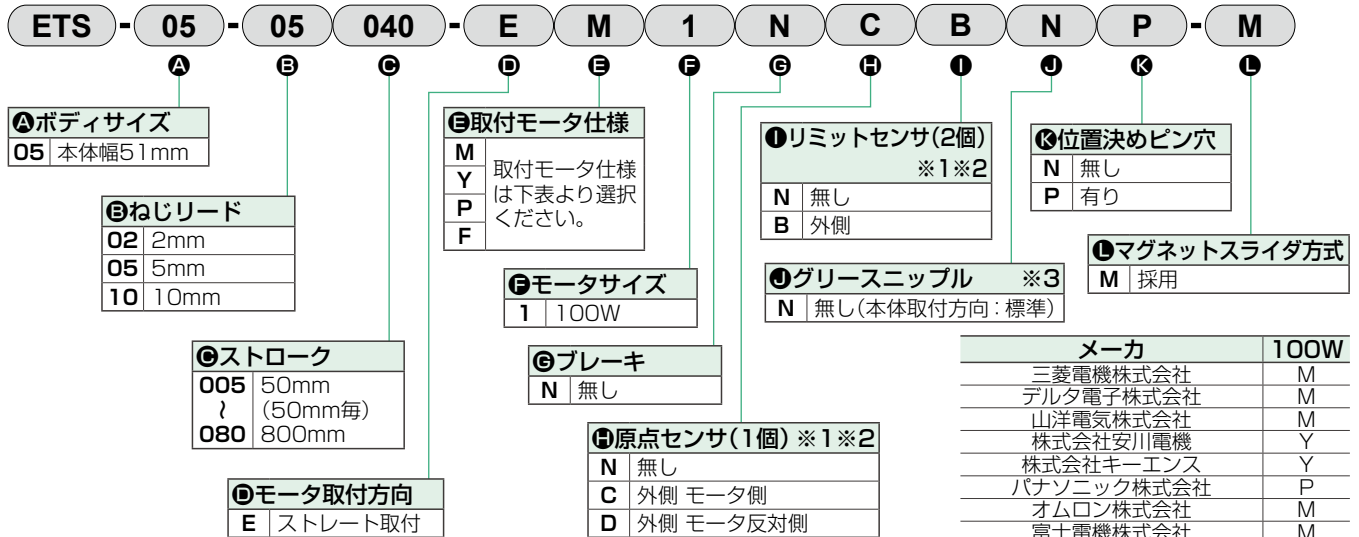 ETS-05-05 040-E M 1 N C B N P-M
A B C D E F G H I J K L
Aボディサイズ
05 本体幅51mm
Bねじリード
02 2mm
05 5mm
10 10mm
Cストローク
005 50mm
〜 (50mm毎)
080 800mm
Dモータ取付方向
E ストレート取付
E取付モータ仕様
M
Y
P
F
取付モータ仕様
は下表より選択
ください。
Fモータサイズ
1 100W
Gブレーキ
N 無し
H原点センサ(1個) ※1※2
N 無し
C 外側 モータ側
D 外側 モータ反対側
Iリミットセンサ(2個)
※1※2
N 無し
B 外側
Jグリースニップル ※3
N 無し(本体取付方向：標準)
K位置決めピン穴
N 無し
P 有り
Lマグネットスライダ方式
M 採用
メーカ 100W
三菱電機株式会社 M
デルタ電子株式会社 M
山洋電気株式会社 M
株式会社安川電機 Y
株式会社キーエンス Y
パナソニック株式会社 P
オムロン株式会社 M
富士電機株式会社 M